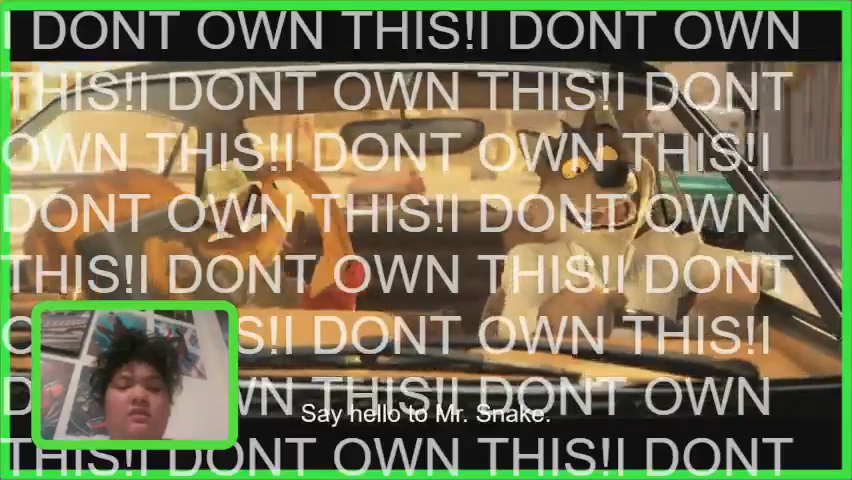 I DONT OWN THIS!I DONT OWN
THIS!I DONT OWN THIS!I DONT
OWN THIS!I DONT OWN THIS!I
DONT OWN THIS!I DONT OWN
THIS!I DONT OWN THIS!I DONT
S!I DONT OWN THIS!I
WN THIS!I DONT OWN
Say hello to Mr. Snake.
THIS!I DONT OWN THIS!I DONT